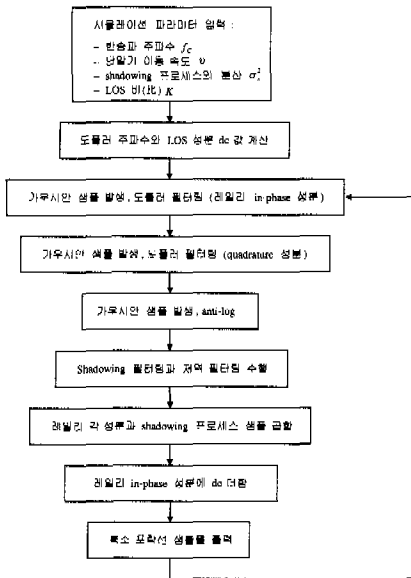 시뮬레이션 파라미터 입력 :
– 반송파 주파수 f_c
– 단말기 이동 속도 υ
– shadowing 프로세스의 분산 σ_s^2
– LOS 비(比) K
도플러 주파수와 LOS 성분 dc 값 계산
가우시안 샘플 발생, 도플러 필터링 (레일리 in-phase 성분)
가우시안 샘플 발생, 도플러 필터링 (quadrature 성분)
가우시안 샘플 발생, anti-log
Shadowing 필터링과 저역 필터링 수행
레일리 각 성분과 shadowing 프로세스 샘플 곱함
레일리 in-phase 성분에 dc 더함
복소 포락선 샘플을 출력